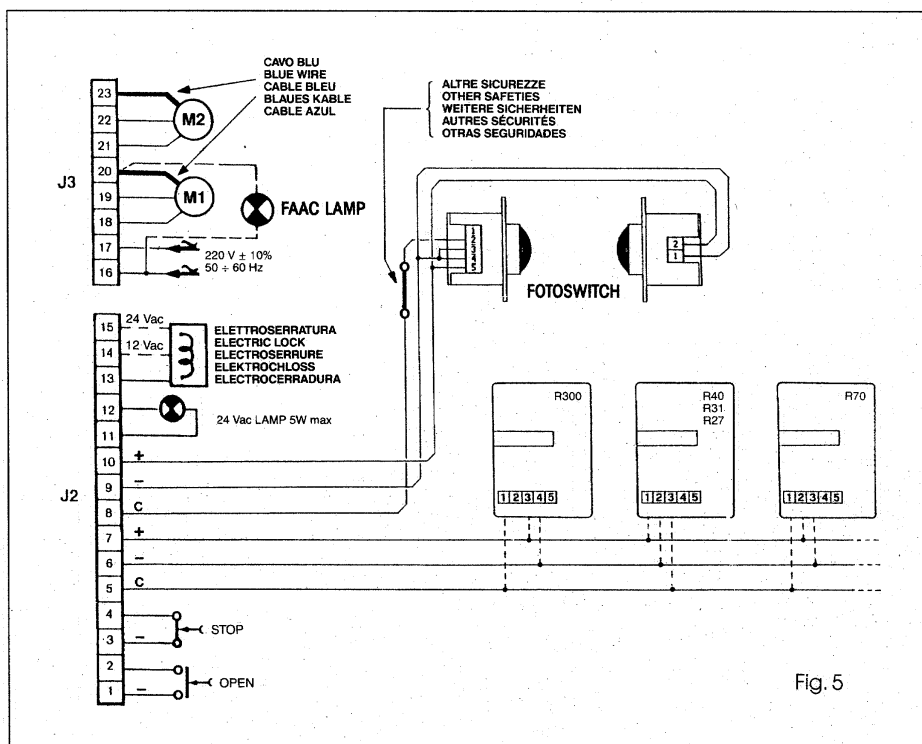 CAVO BLU
BLUE WIRE
CABLE BLEU
BLAUES KABLE
CABLE AZUL
ALTRE SICUREZZE
OTHER SAFETIES
WEITERE SICHERHEITEN
AUTRES SÉCURITÉS
OTRAS SEGURIDADES
J3
23
22
21
20
19
18
17
16
M2
M1
FAAC LAMP
220 V ± 10%
50 ÷ 60 Hz
1
2
3
4
5
2
1
FOTOSWITCH
J2
15 24 Vac
14 12 Vac
13
ELETTROSERRATURA
ELECTRIC LOCK
ELECTROSERRURE
ELEKTROCHLOSS
ELECTROCERRADURA
12
11
24 Vac LAMP 5W max
10 +
9 –
8 C
7 +
6 –
5 C
4
3 –
STOP
2
1 –
OPEN
R300
1 2 3 4 5
R40
R31
R27
1 2 3 4 5
R70
1 2 3 4 5
Fig. 5